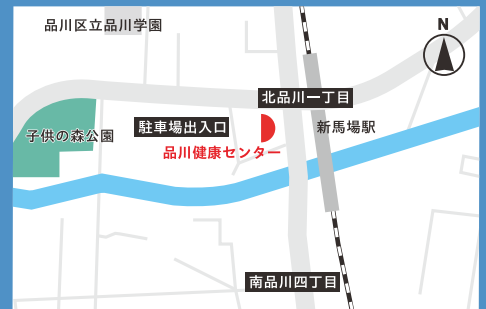 品川区立品川学園
N
北品川一丁目
駐車場出入口
新馬場駅
子供の森公園
品川健康センター
南品川四丁目